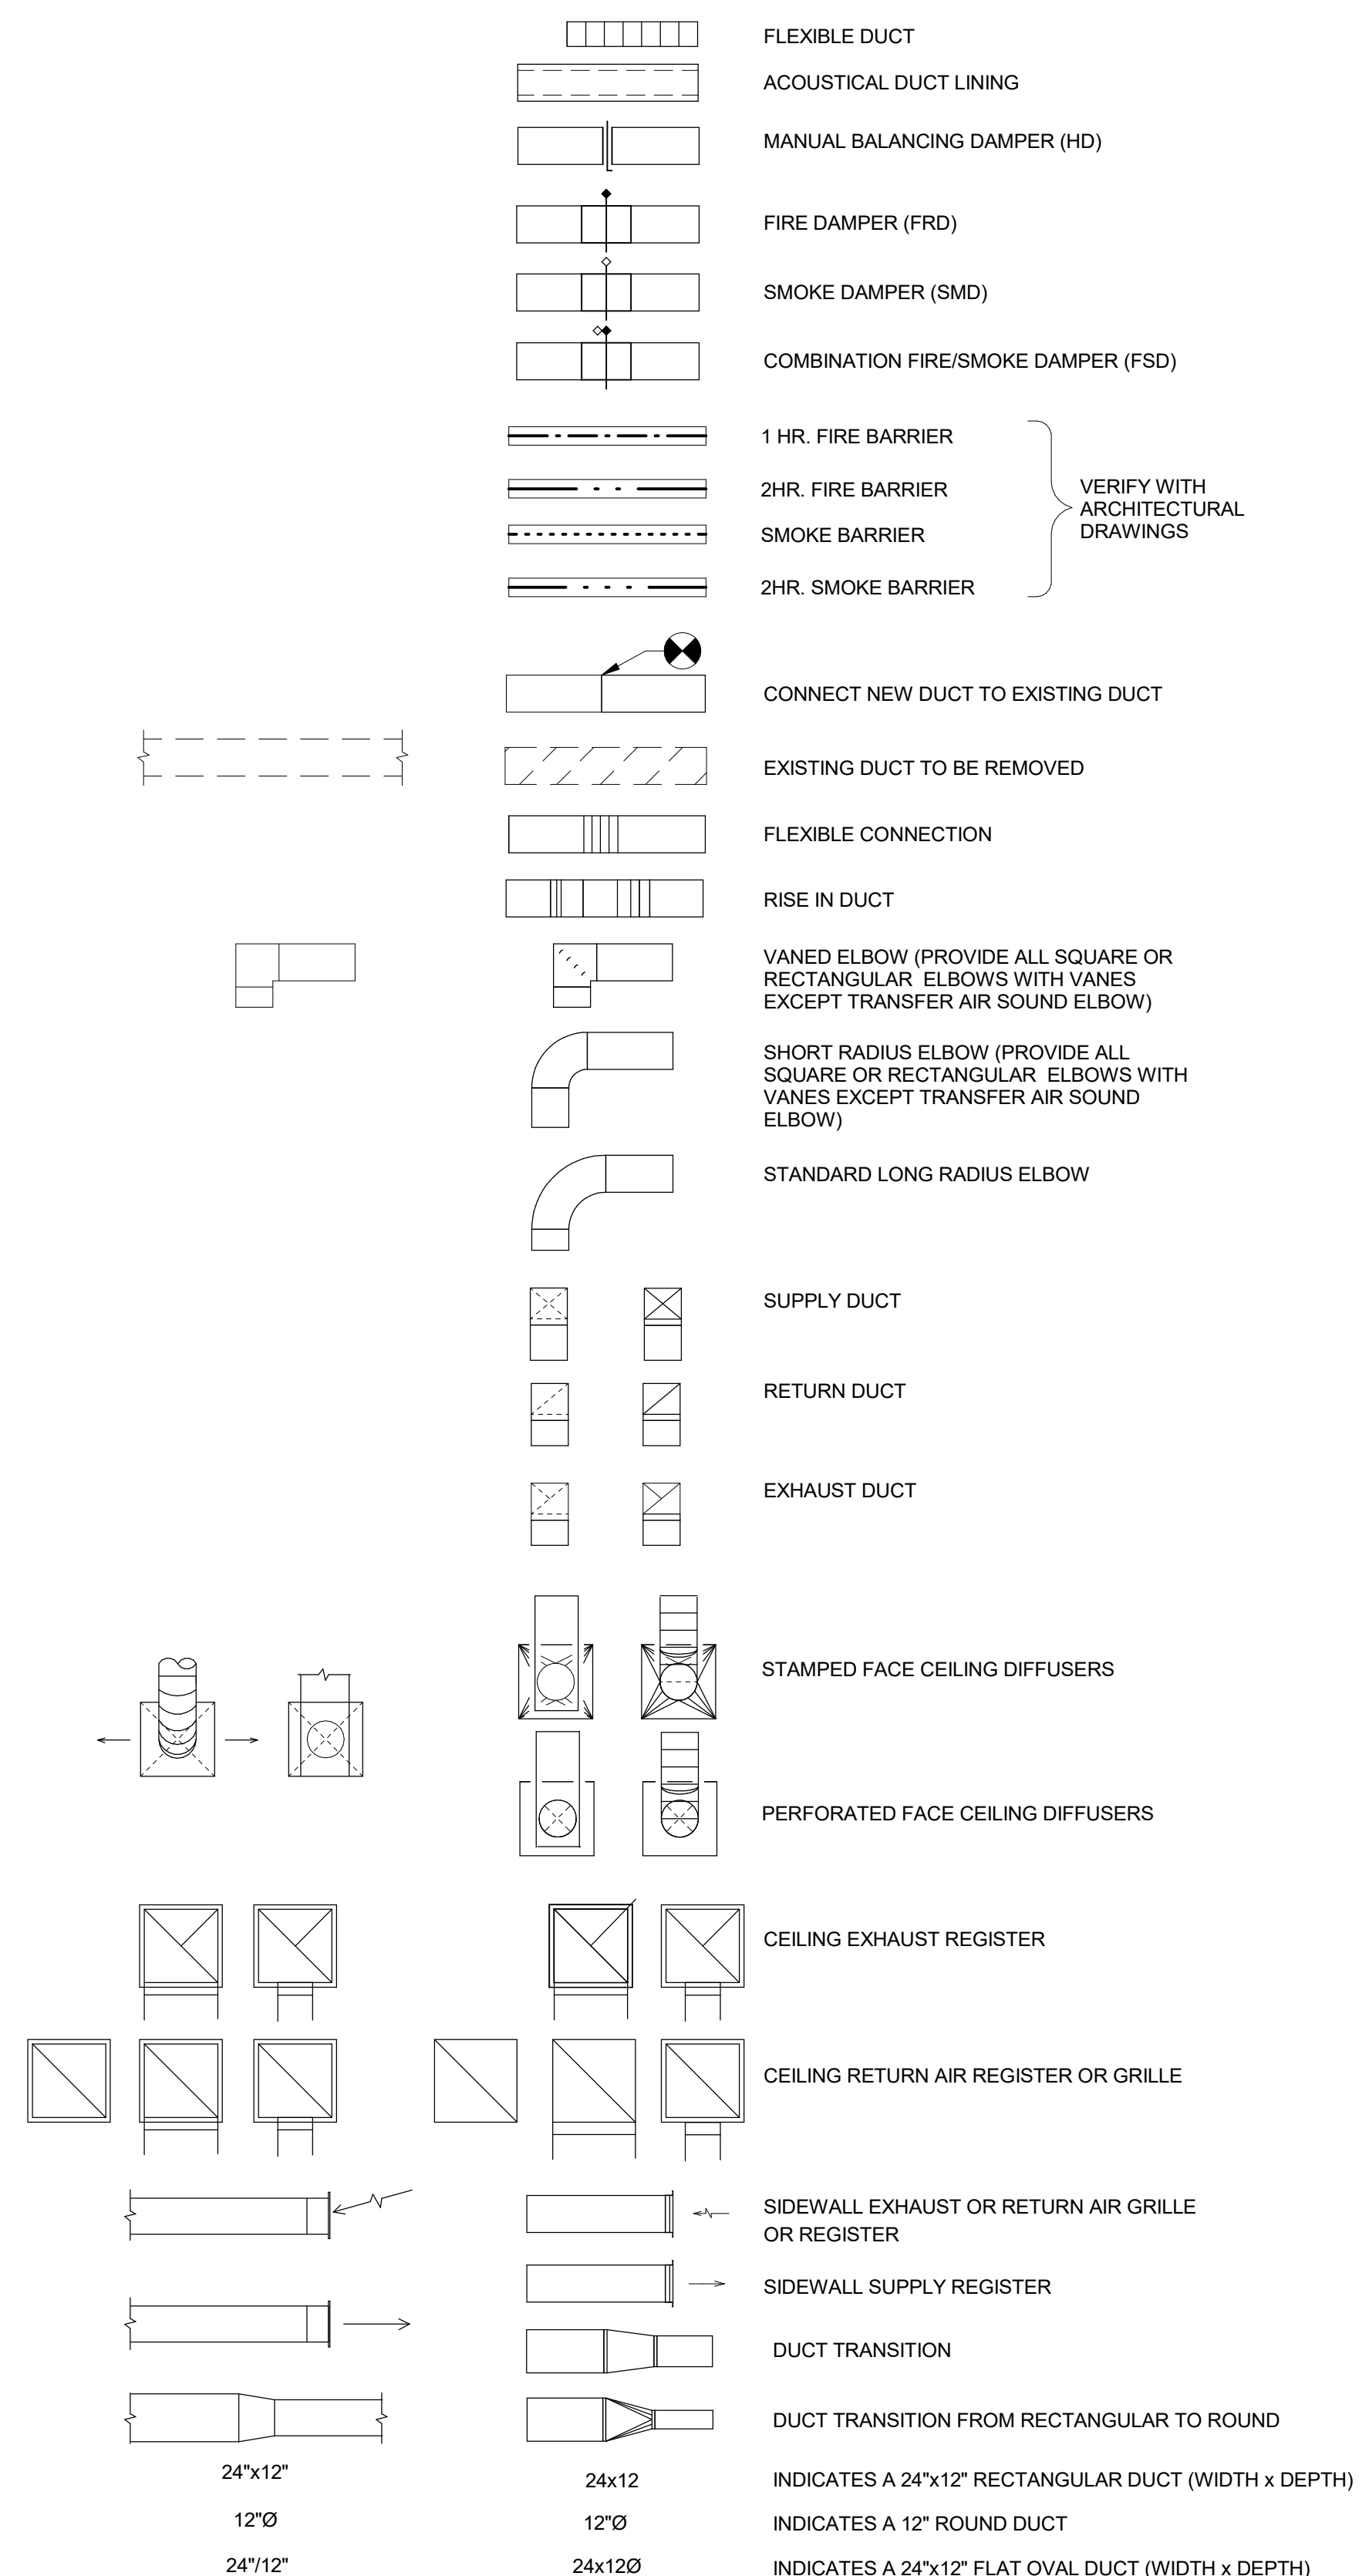 FLEXIBLE DUCT
ACOUSTICAL DUCT LINING
MANUAL BALANCING DAMPER (HD)
FIRE DAMPER (FRD)
SMOKE DAMPER (SMD)
COMBINATION FIRE/SMOKE DAMPER (FSD)
1 HR. FIRE BARRIER
2HR. FIRE BARRIER
SMOKE BARRIER
2HR. SMOKE BARRIER
VERIFY WITH
ARCHITECTURAL
DRAWINGS
CONNECT NEW DUCT TO EXISTING DUCT
EXISTING DUCT TO BE REMOVED
FLEXIBLE CONNECTION
RISE IN DUCT
VANED ELBOW (PROVIDE ALL SQUARE OR
RECTANGULAR ELBOWS WITH VANES
EXCEPT TRANSFER AIR SOUND ELBOW)
SHORT RADIUS ELBOW (PROVIDE ALL
SQUARE OR RECTANGULAR ELBOWS WITH
VANES EXCEPT TRANSFER AIR SOUND
ELBOW)
STANDARD LONG RADIUS ELBOW
SUPPLY DUCT
RETURN DUCT
EXHAUST DUCT
STAMPED FACE CEILING DIFFUSERS
PERFORATED FACE CEILING DIFFUSERS
CEILING EXHAUST REGISTER
CEILING RETURN AIR REGISTER OR GRILLE
SIDEWALL EXHAUST OR RETURN AIR GRILLE
OR REGISTER
SIDEWALL SUPPLY REGISTER
DUCT TRANSITION
DUCT TRANSITION FROM RECTANGULAR TO ROUND
24"x12" 24x12 INDICATES A 24"x12" RECTANGULAR DUCT (WIDTH x DEPTH)
12"Ø 12"Ø INDICATES A 12" ROUND DUCT
24"/12" 24x12Ø INDICATES A 24"x12" FLAT OVAL DUCT (WIDTH x DEPTH)